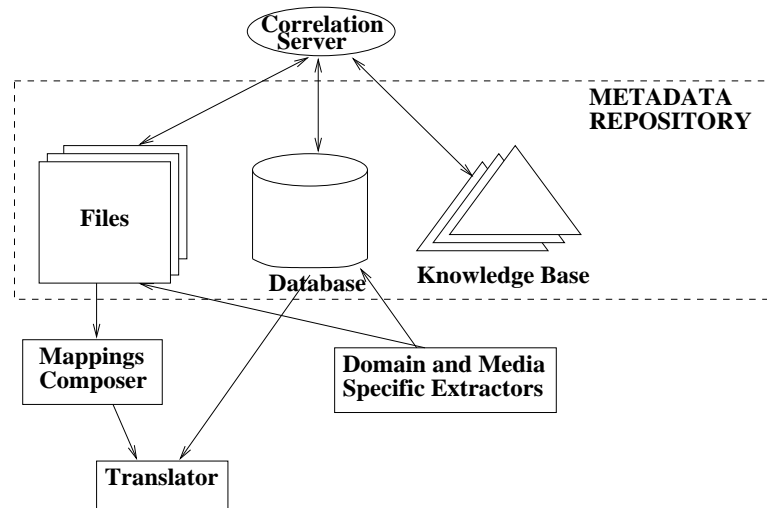 Correlation
Server
METADATA
REPOSITORY
Files
Database
Knowledge Base
Mappings
Composer
Domain and Media
Specific Extractors
Translator